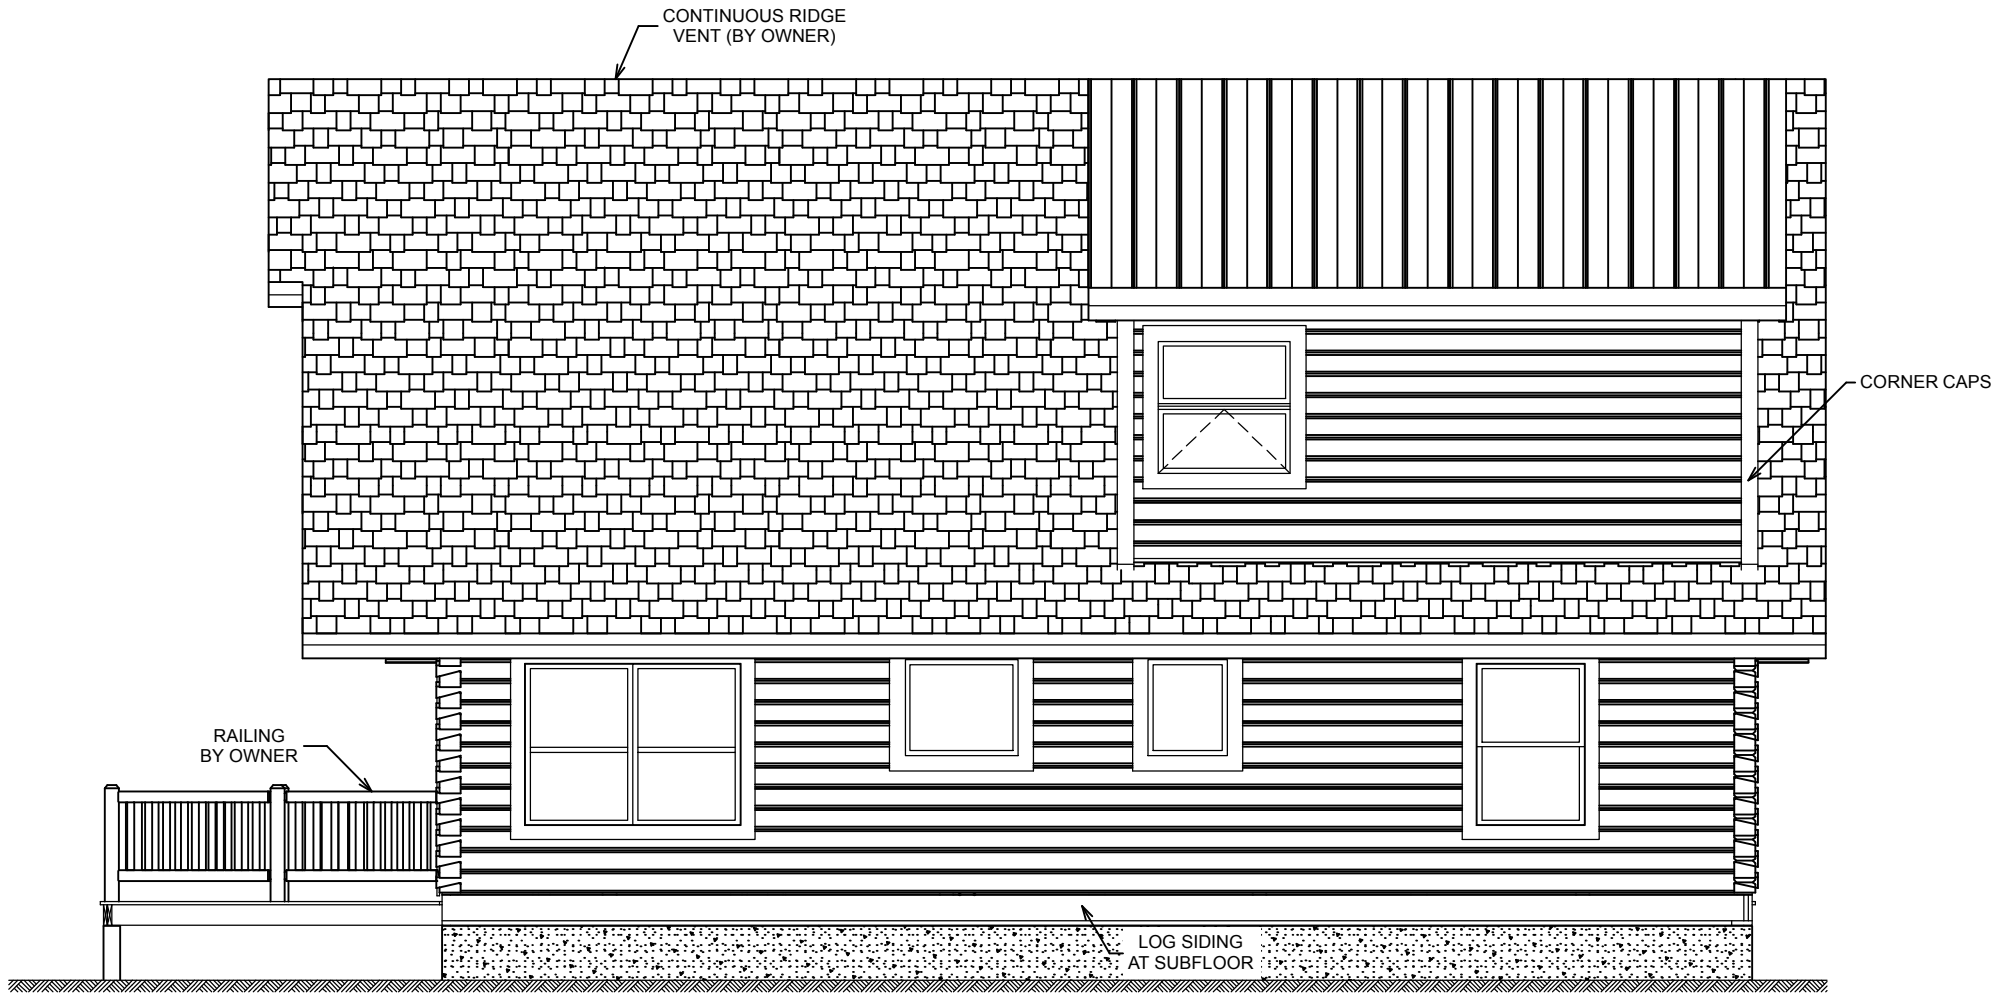 CONTINUOUS RIDGE
VENT (BY OWNER)
CORNER CAPS
RAILING
BY OWNER
LOG SIDING
AT SUBFLOOR